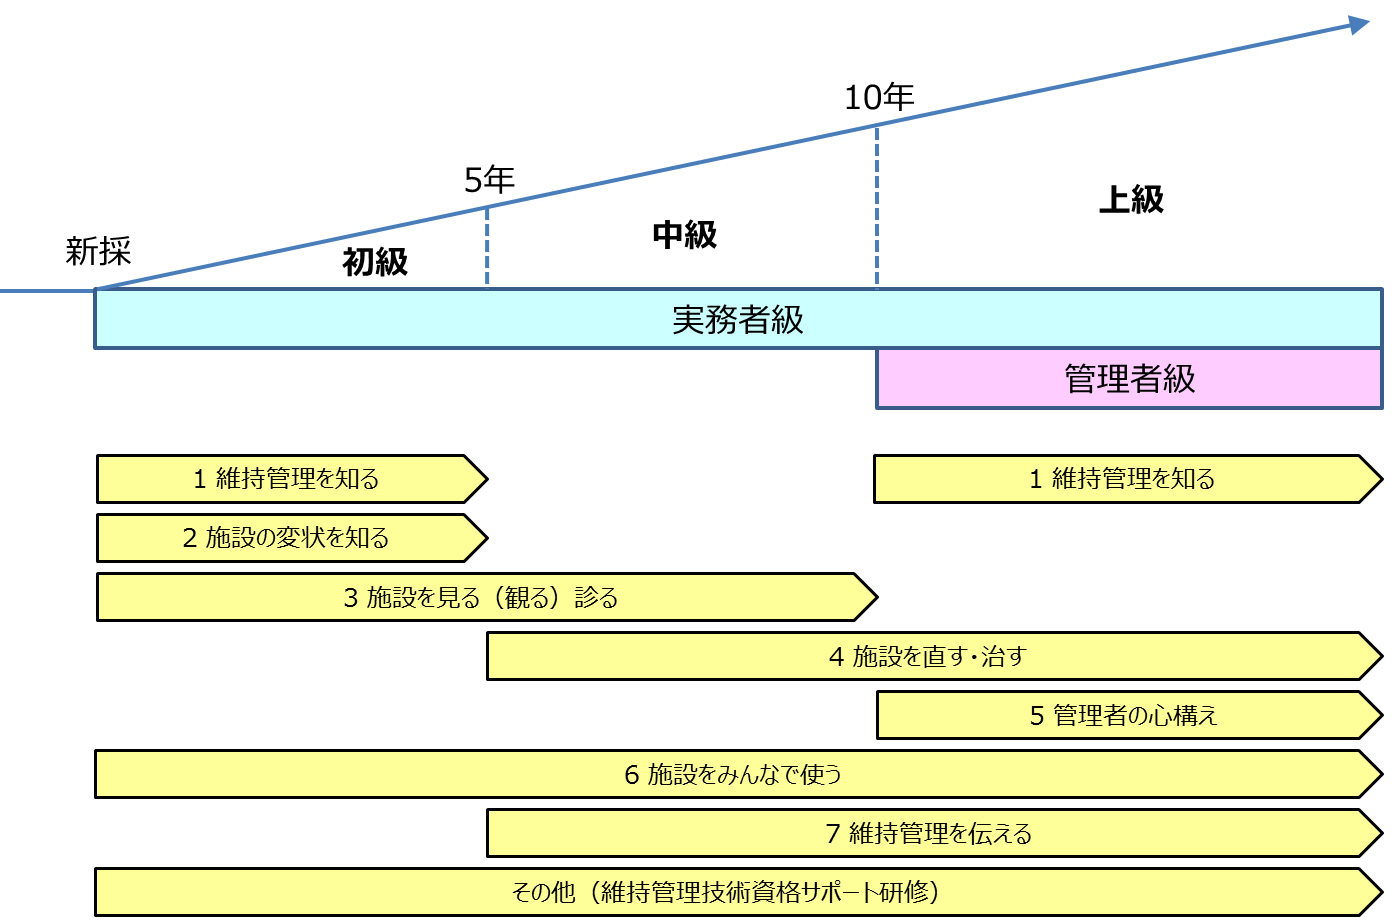 10年
5年
上級
中級
新採
初級
実務者級
管理者級
1 維持管理を知る
1 維持管理を知る
2 施設の変状を知る
3 施設を見る（観る）診る
4 施設を直す・治す
5 管理者の心構え
6 施設をみんなで使う
7 維持管理を伝える
その他（維持管理技術資格サポート研修）